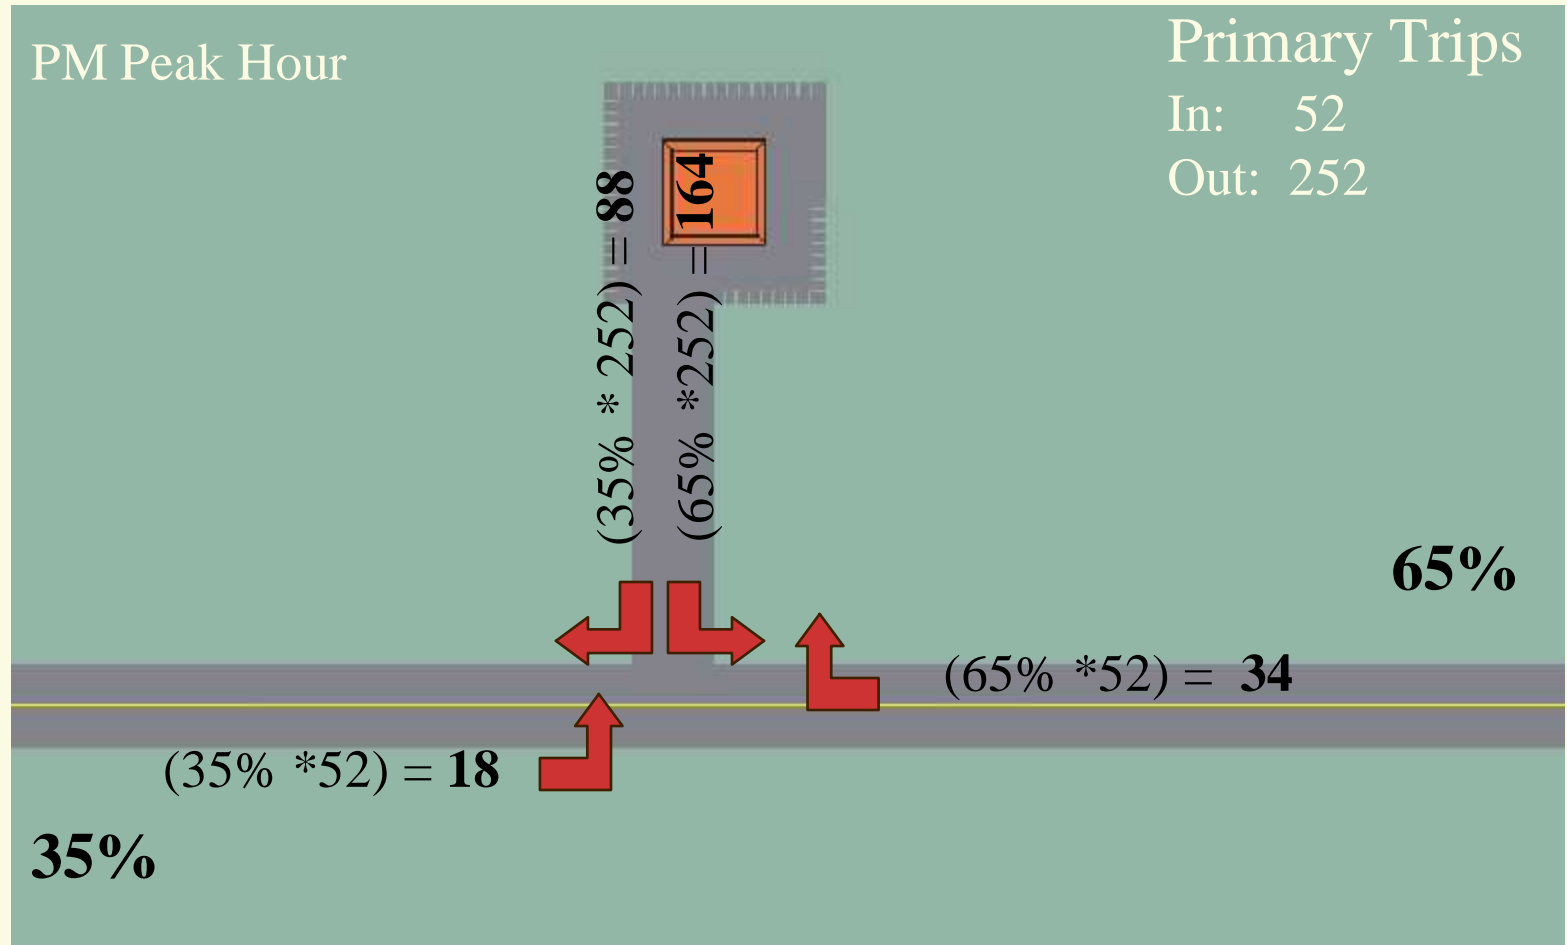 PM Peak Hour
Primary Trips
In: 52
Out: 252
(35% * 252) = 88
(65% *252) = 164
65%
(65% *52) = 34
(35% *52) = 18
35%